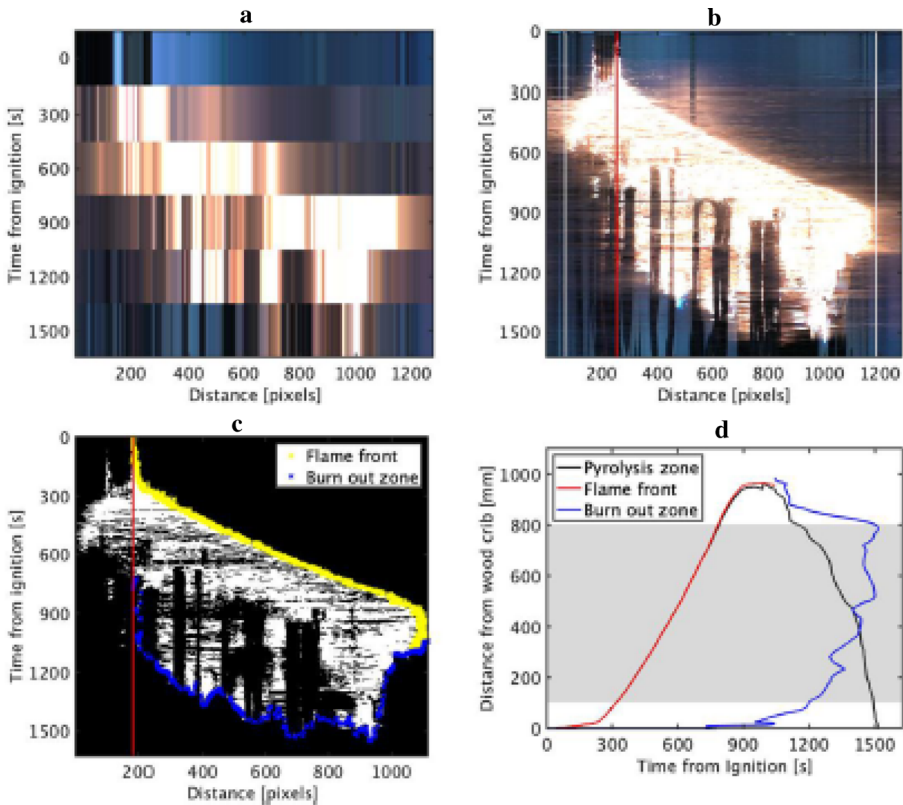 a
0
300
600
900
1200
1500
Time from ignition [s]
200 400 600 800 1000 1200
Distance [pixels]
b
0
300
600
900
1200
1500
Time from ignition [s]
200 400 600 800 1000 1200
Distance [pixels]
c
0
300
600
900
1200
1500
Time from ignition [s]
Flame front
Burn out zone
200 400 600 800 1000
Distance [pixels]
d
1000
800
600
400
200
0
Distance from wood crib [mm]
Pyrolysis zone
Flame front
Burn out zone
0 300 600 900 1200 1500
Time from Ignition [s]